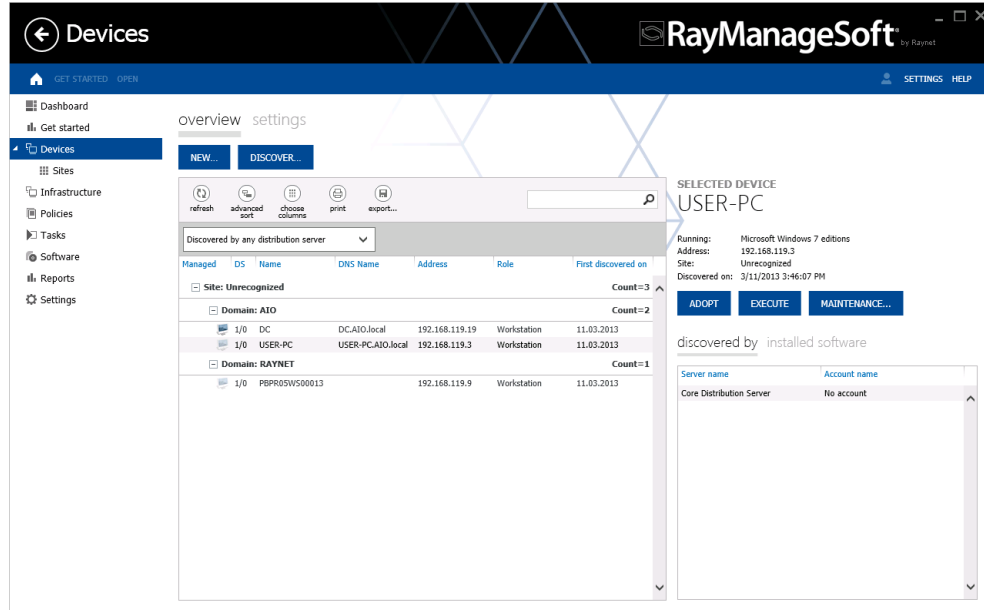 Devices
RayManageSoft
by Raynet
GET STARTED OPEN
SETTINGS HELP
Dashboard
Get started
Devices
Sites
Infrastructure
Policies
Tasks
Software
Reports
Settings
overview settings
NEW... DISCOVER...
refresh
advanced sort
choose columns
print
export...
Discovered by any distribution server
Managed DS Name DNS Name Address Role First discovered on
Site: Unrecognized Count=3
Domain: AIO Count=2
1/0 DC DC.AIO.local 192.168.119.19 Workstation 11.03.2013
1/0 USER-PC USER-PC.AIO.local 192.168.119.3 Workstation 11.03.2013
Domain: RAYNET Count=1
1/0 PBPR05WS00013 192.168.119.9 Workstation 11.03.2013
SELECTED DEVICE
USER-PC
Running: Microsoft Windows 7 editions
Address: 192.168.119.3
Site: Unrecognized
Discovered on: 3/11/2013 3:46:07 PM
ADOPT EXECUTE MAINTENANCE...
discovered by installed software
Server name Account name
Core Distribution Server No account